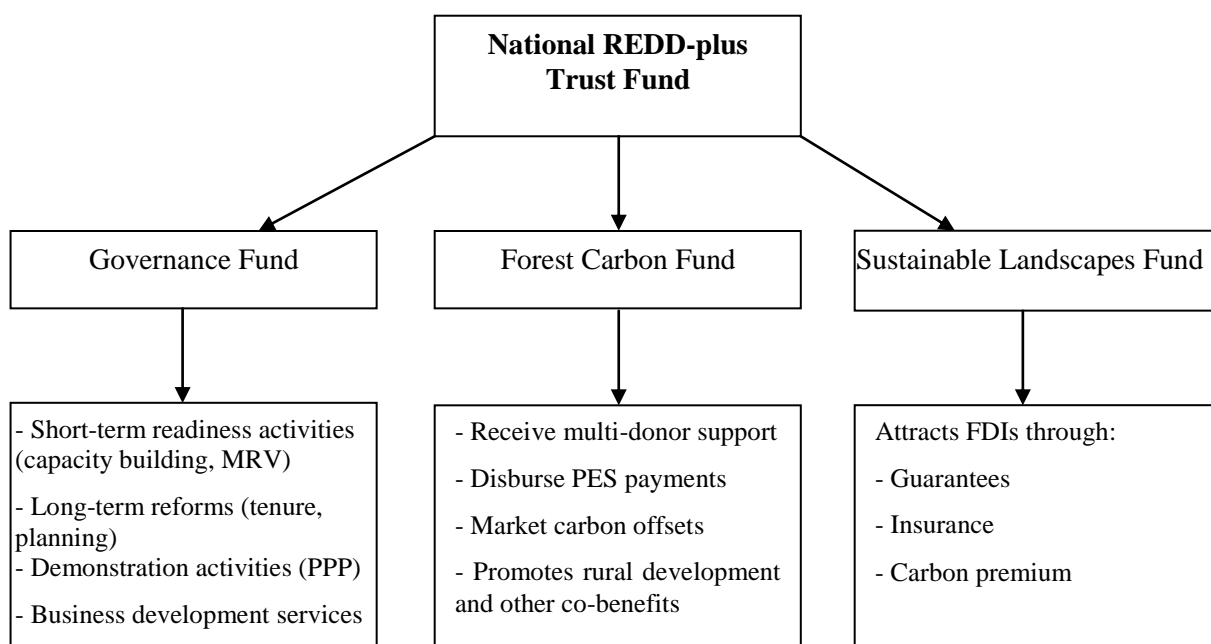 National REDD-plus
Trust Fund
Governance Fund
Forest Carbon Fund
Sustainable Landscapes Fund
- Short-term readiness activities
(capacity building, MRV)
- Long-term reforms (tenure,
planning)
- Demonstration activities (PPP)
- Business development services
- Receive multi-donor support
- Disburse PES payments
- Market carbon offsets
- Promotes rural development
and other co-benefits
Attracts FDIs through:
- Guarantees
- Insurance
- Carbon premium